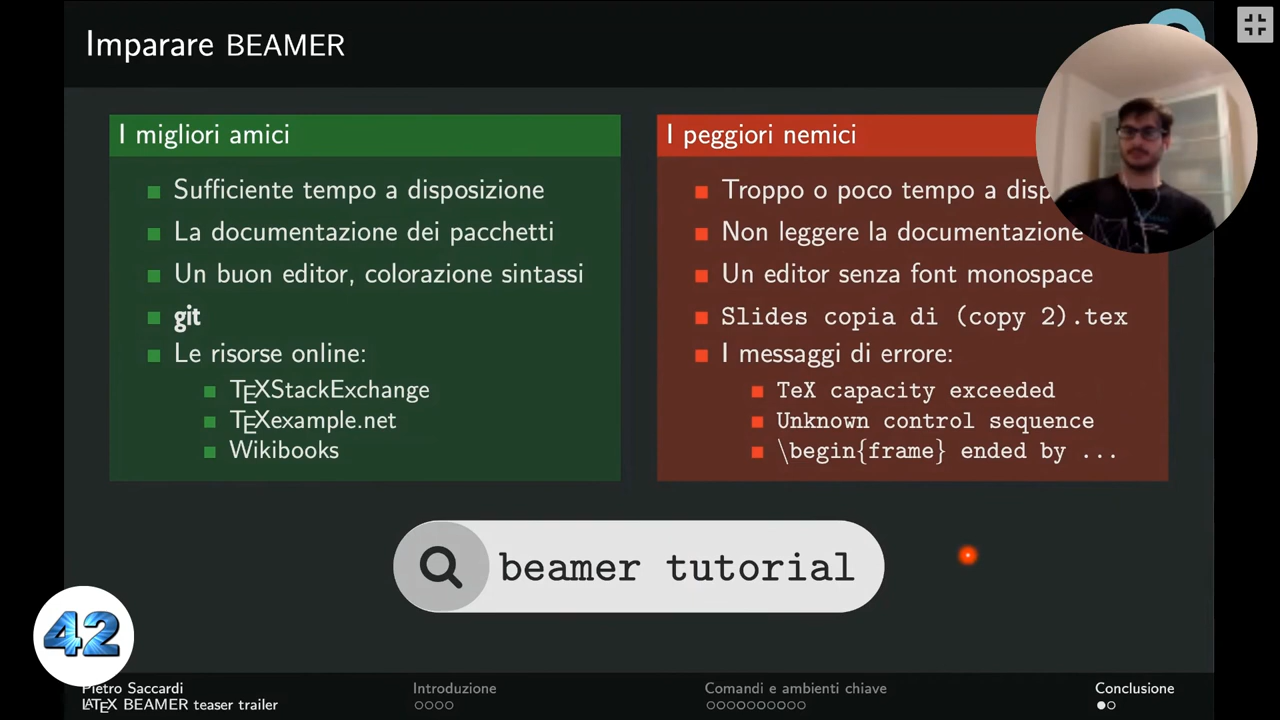 Imparare BEAMER
I migliori amici
Sufficiente tempo a disposizione
La documentazione dei pacchetti
Un buon editor, colorazione sintassi
git
Le risorse online:
TEXStackExchange
TEXexample.net
Wikibooks
I peggiori nemici
Troppo o poco tempo a
Non leggere la documentazione
Un editor senza font monospace
Slides copia di (copy 2).tex
I messaggi di errore:
TeX capacity exceeded
Unknown control sequence
\begin{frame} ended by ...
beamer tutorial
42
Pietro Saccardi
LATEX BEAMER teaser trailer
Introduzione
Comandi e ambienti chiave
Conclusione